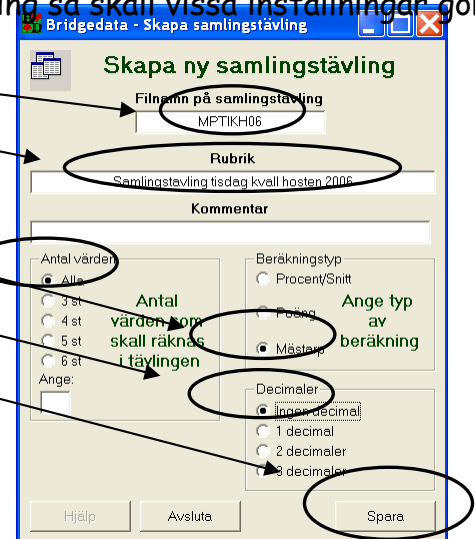 ng så skall vissa inställningar gör
Bridgedata - Skapa samlingstävling
Skapa ny samlingstävling
Filnamn på samlingstävling
MPTIKH06
Rubrik
Samlingstavling tisdag kvall hosten 2006
Kommentar
Antal värden
Alla
3 st
4 st
5 st
6 st
Ange:
Antal
värden som
skall räknas
i tävlingen
Beräkningstyp
Procent/Snitt
Poäng
Mästarp
Ange typ
av
beräkning
Decimaler
Ingen decimal
1 decimal
2 decimaler
3 decimaler
Hjälp
Avsluta
Spara